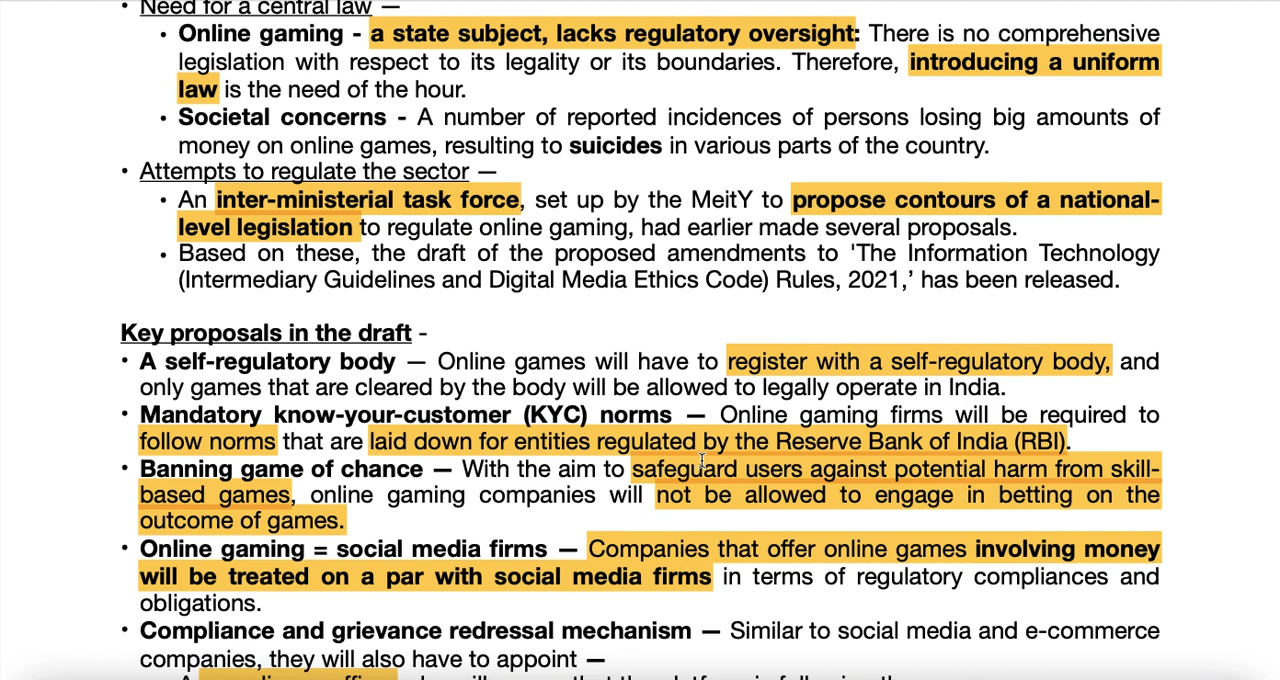 • Need for a central law —
• Online gaming - a state subject, lacks regulatory oversight: There is no comprehensive
legislation with respect to its legality or its boundaries. Therefore, introducing a uniform
law is the need of the hour.
• Societal concerns - A number of reported incidences of persons losing big amounts of
money on online games, resulting to suicides in various parts of the country.
• Attempts to regulate the sector —
• An inter-ministerial task force, set up by the MeitY to propose contours of a national-
level legislation to regulate online gaming, had earlier made several proposals.
• Based on these, the draft of the proposed amendments to 'The Information Technology
(Intermediary Guidelines and Digital Media Ethics Code) Rules, 2021,’ has been released.
Key proposals in the draft -
• A self-regulatory body — Online games will have to register with a self-regulatory body, and
only games that are cleared by the body will be allowed to legally operate in India.
• Mandatory know-your-customer (KYC) norms — Online gaming firms will be required to
follow norms that are laid down for entities regulated by the Reserve Bank of India (RBI).
• Banning game of chance — With the aim to safeguard users against potential harm from skill-
based games, online gaming companies will not be allowed to engage in betting on the
outcome of games.
• Online gaming = social media firms — Companies that offer online games involving money
will be treated on a par with social media firms in terms of regulatory compliances and
obligations.
• Compliance and grievance redressal mechanism — Similar to social media and e-commerce
companies, they will also have to appoint —